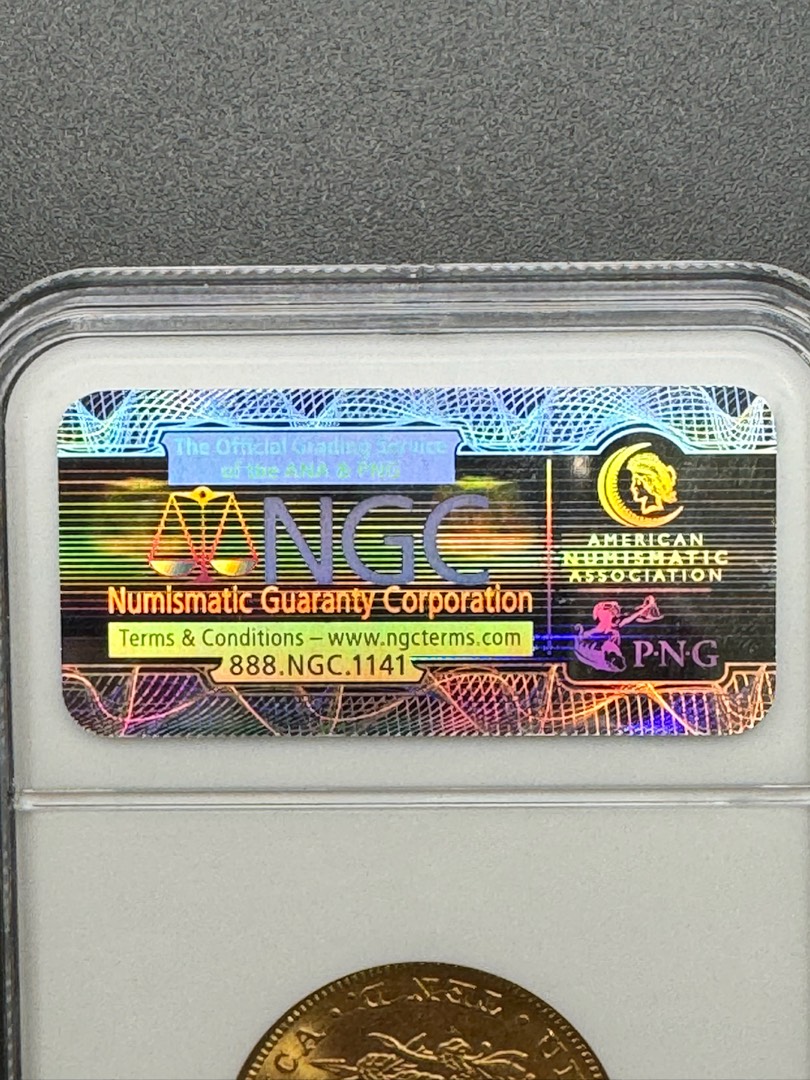 The Official Grading Service
of the ANA & PNG
NGC
Numismatic Guaranty Corporation
Terms & Conditions – www.ngcterms.com
888.NGC.1141
AMERICAN
NUMISMATIC
ASSOCIATION
P·N·G
TEN D.